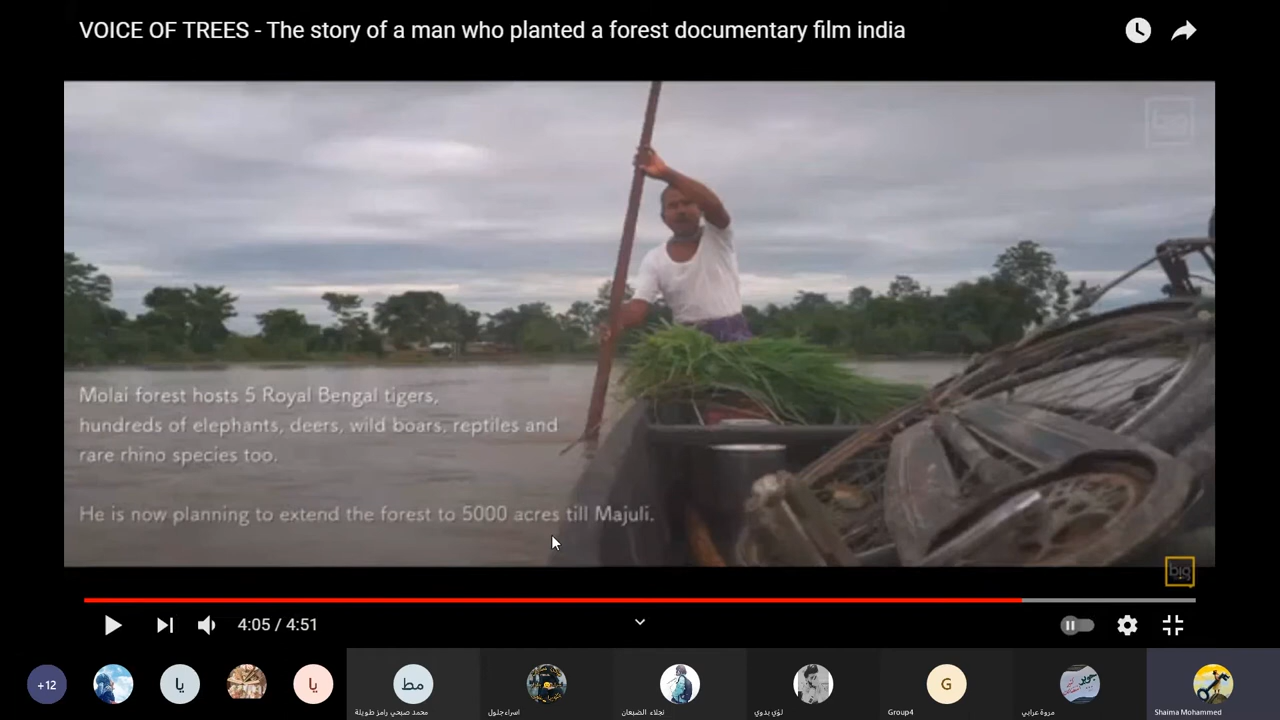 VOICE OF TREES - The story of a man who planted a forest documentary film india
big
Molai forest hosts 5 Royal Bengal tigers,
hundreds of elephants, deers, wild boars, reptiles and
rare rhino species too.
He is now planning to extend the forest to 5000 acres till Majuli.
big
4:05 / 4:51
+12
يا
يا
مط
G
محمد صبحي رامز طويلة
اسراء جلول
نجلاء الضبعان
لؤي بدوي
Group4
مروة عرابي
Shaima Mohammed